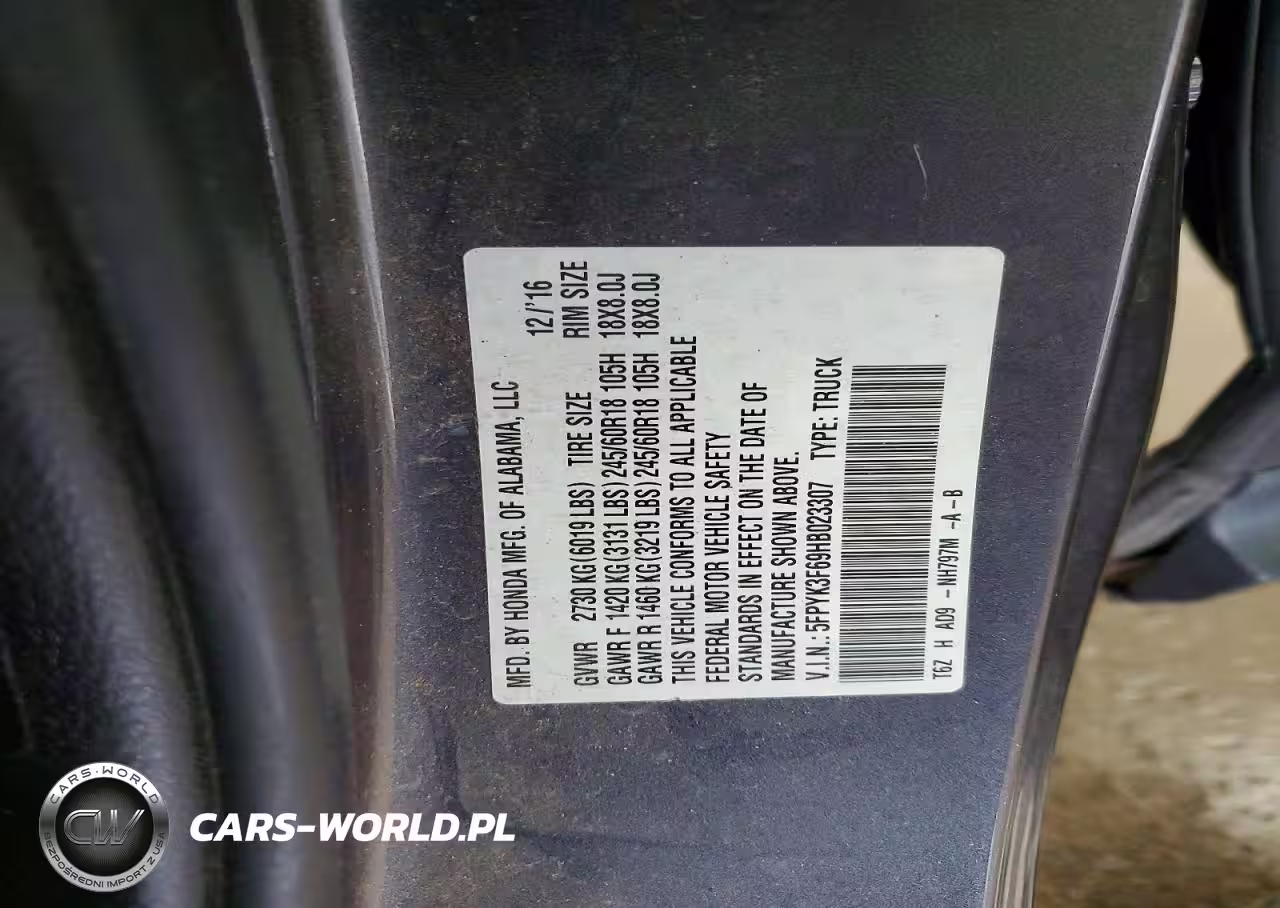 MFD. BY HONDA MFG. OF ALABAMA, LLC
12/'16
GVWR 2730 KG (6019 LBS) TIRE SIZE RIM SIZE
GAWR F 1420 KG (3131 LBS) 245/60R18 105H 18X8.0J
GAWR R 1460 KG (3219 LBS) 245/60R18 105H 18X8.0J
THIS VEHICLE CONFORMS TO ALL APPLICABLE
FEDERAL MOTOR VEHICLE SAFETY
STANDARDS IN EFFECT ON THE DATE OF
MANUFACTURE SHOWN ABOVE.
V.I.N.: 5FPYK3F69HB023307 TYPE: TRUCK
T6Z H AD9 -NH797M -A-B
CARS-WORLD
CW
BEZPOŚREDNI IMPORT Z USA
CARS-WORLD.PL